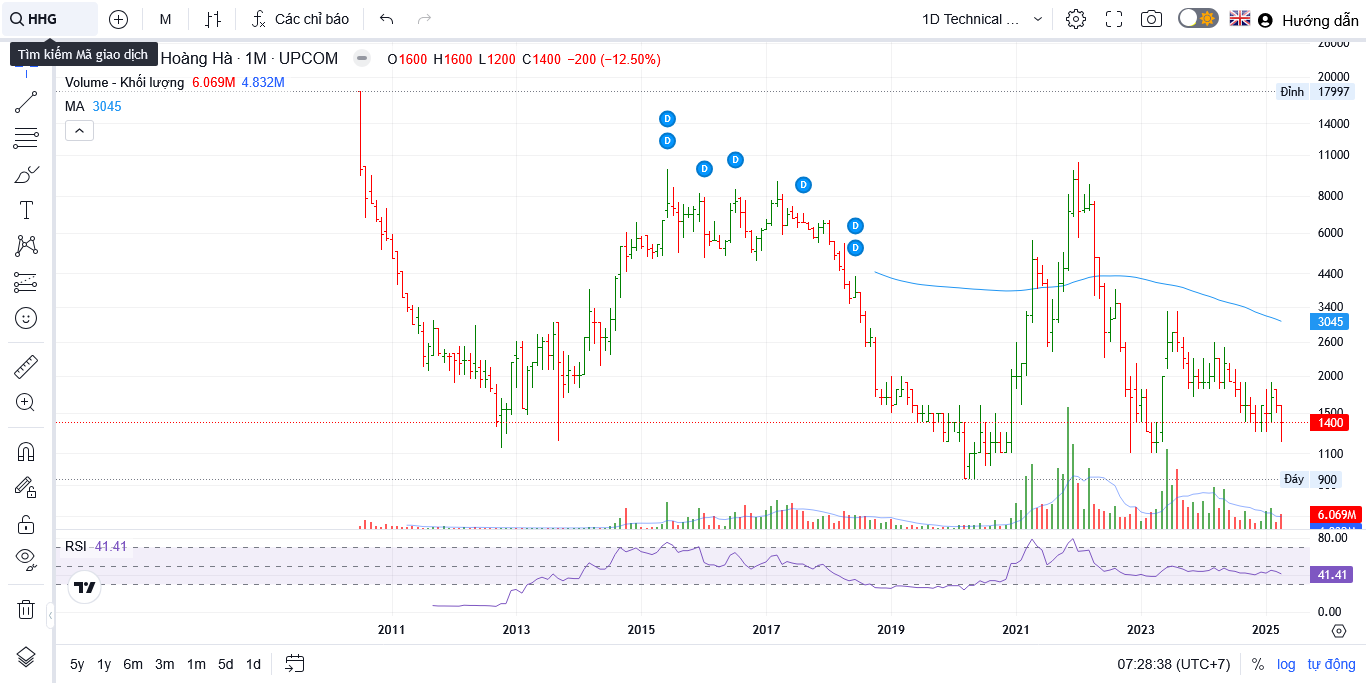 HHG M Các chỉ báo 1D Technical ... Hướng dẫn
Tìm kiếm Mã giao dịch Hoàng Hà · 1M · UPCOM O1600 H1600 L1200 C1400 −200 (−12.50%)
Volume - Khối lượng 6.069M 4.832M
MA 3045
D
D
D
D
D
D
D
26000
20000
Đỉnh 17997
14000
11000
8000
6000
4400
3400
3045
2600
2000
1500
1400
1100
Đáy 900
6.069M
RSI 41.41
80.00
41.41
0.00
2011 2013 2015 2017 2019 2021 2023 2025
5y 1y 6m 3m 1m 5d 1d 07:28:38 (UTC+7) % log tự động